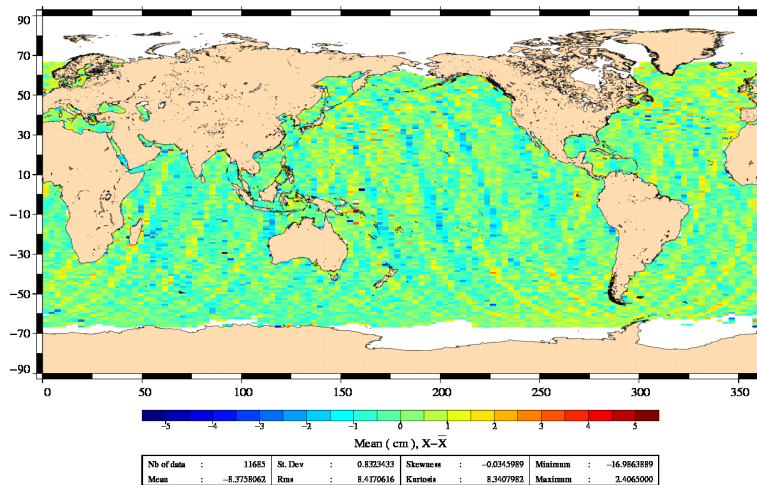 90
70
50
30
10
−10
−30
−50
−70
−90
0 50 100 150 200 250 300 350
−5 −4 −3 −2 −1 0 1 2 3 4 5
Mean ( cm ), X−X̅
Nb of data : 11685 St. Dev : 0.8323433 Skewness : −0.0345989 Minimum : −16.9863889
Mean : −8.3758062 Rms : 8.4170616 Kurtosis : 8.3407982 Maximum : 2.4065000